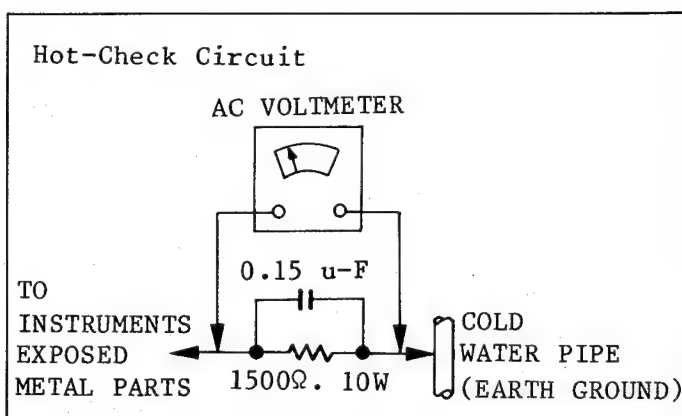 Hot-Check Circuit
AC VOLTMETER
0.15 u-F
TO
INSTRUMENTS
EXPOSED
METAL PARTS
1500Ω. 10W
COLD
WATER PIPE
(EARTH GROUND)